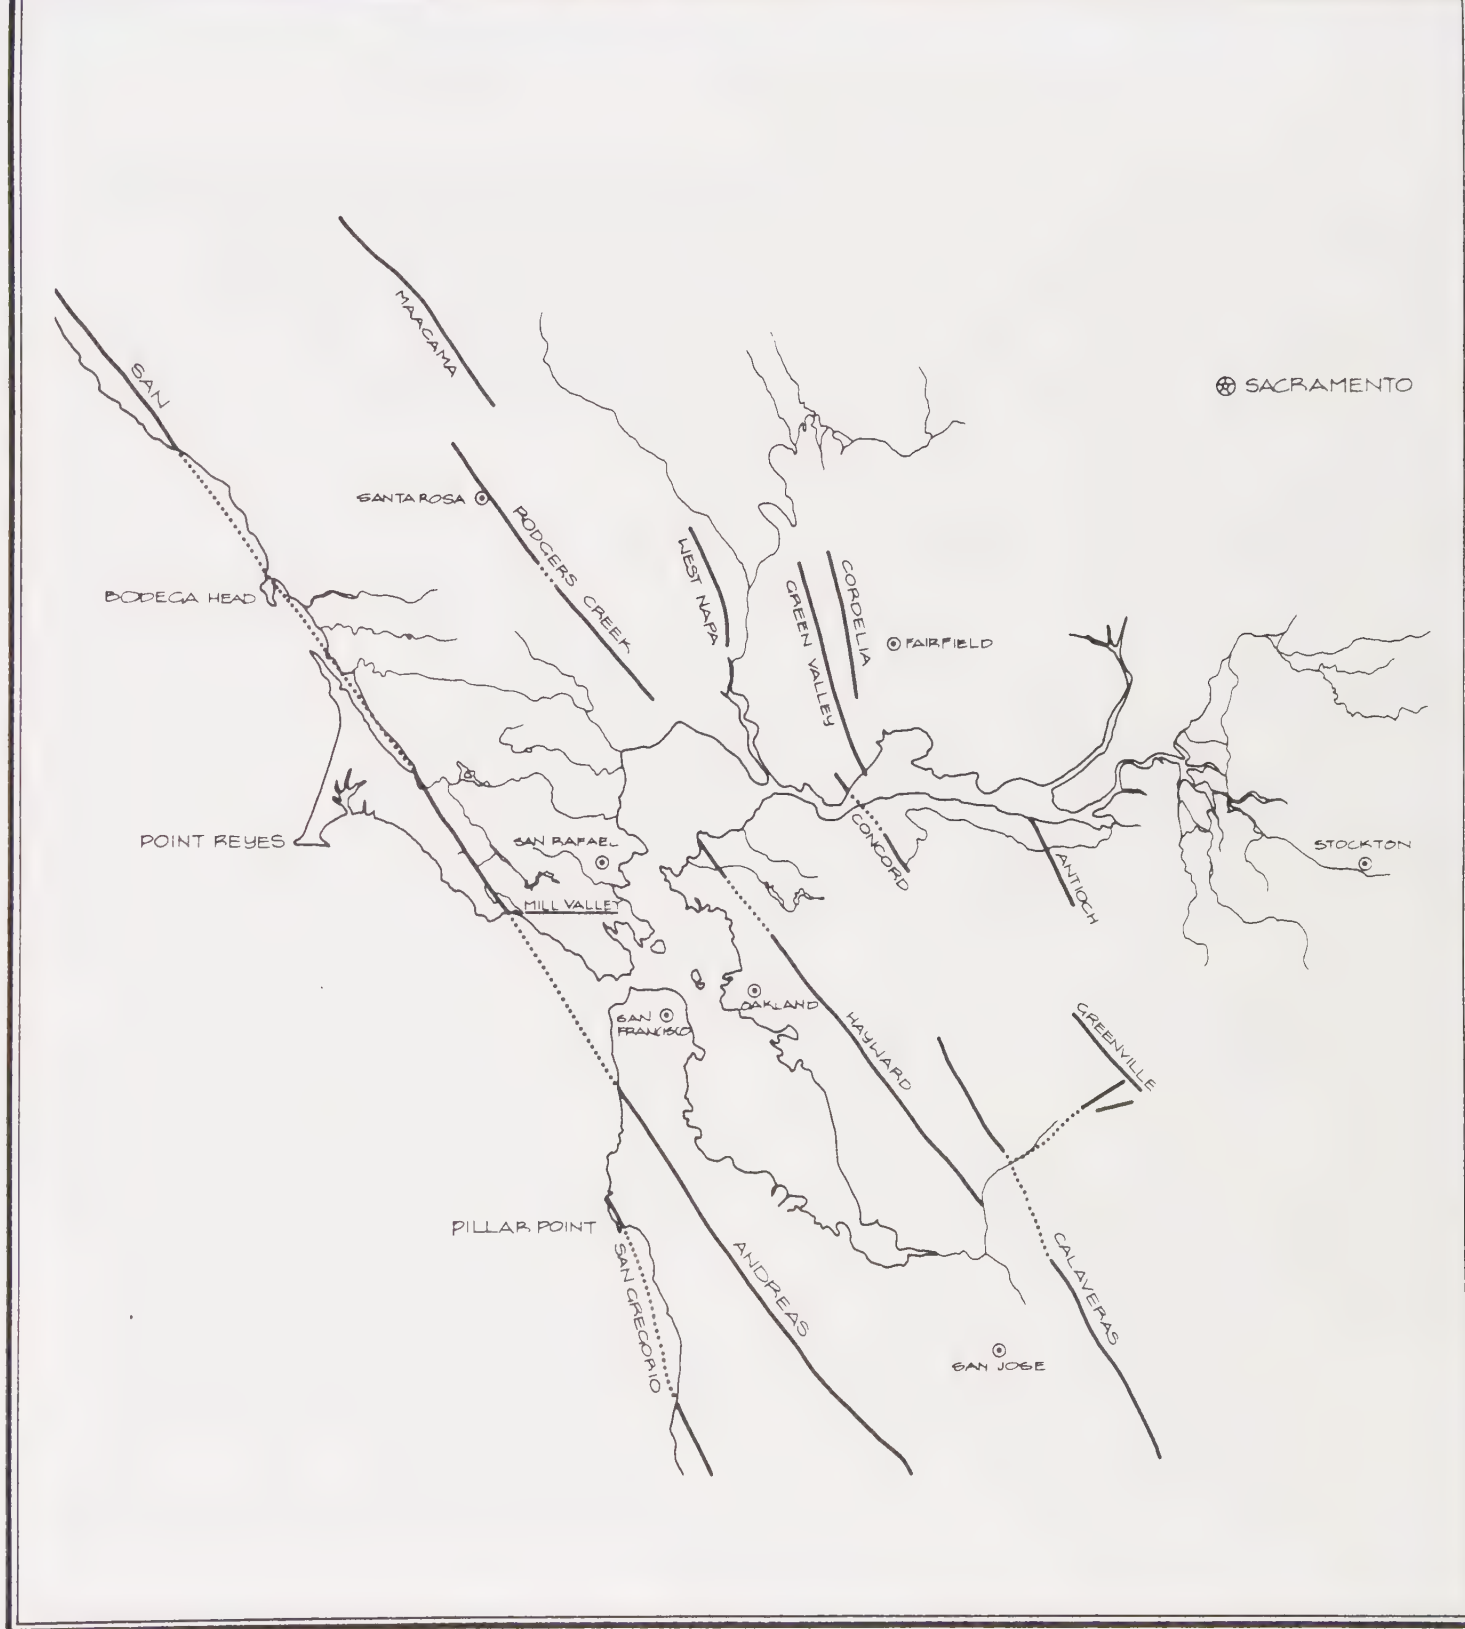 MAACAMA
SAN
SACRAMENTO
SANTA ROSA
RODGERS CREEK
WEST NAPA
CORDELIA
GREEN VALLEY
BODEGA HEAD
FAIRFIELD
POINT REYES
SAN RAFAEL
CONCORD
STOCKTON
ANTIOCH
MILL VALLEY
OAKLAND
SAN
FRANCISCO
HAYWARD
GREENVILLE
PILLAR POINT
SAN GREGORIO
ANDREAS
CALAVERAS
SAN JOSE